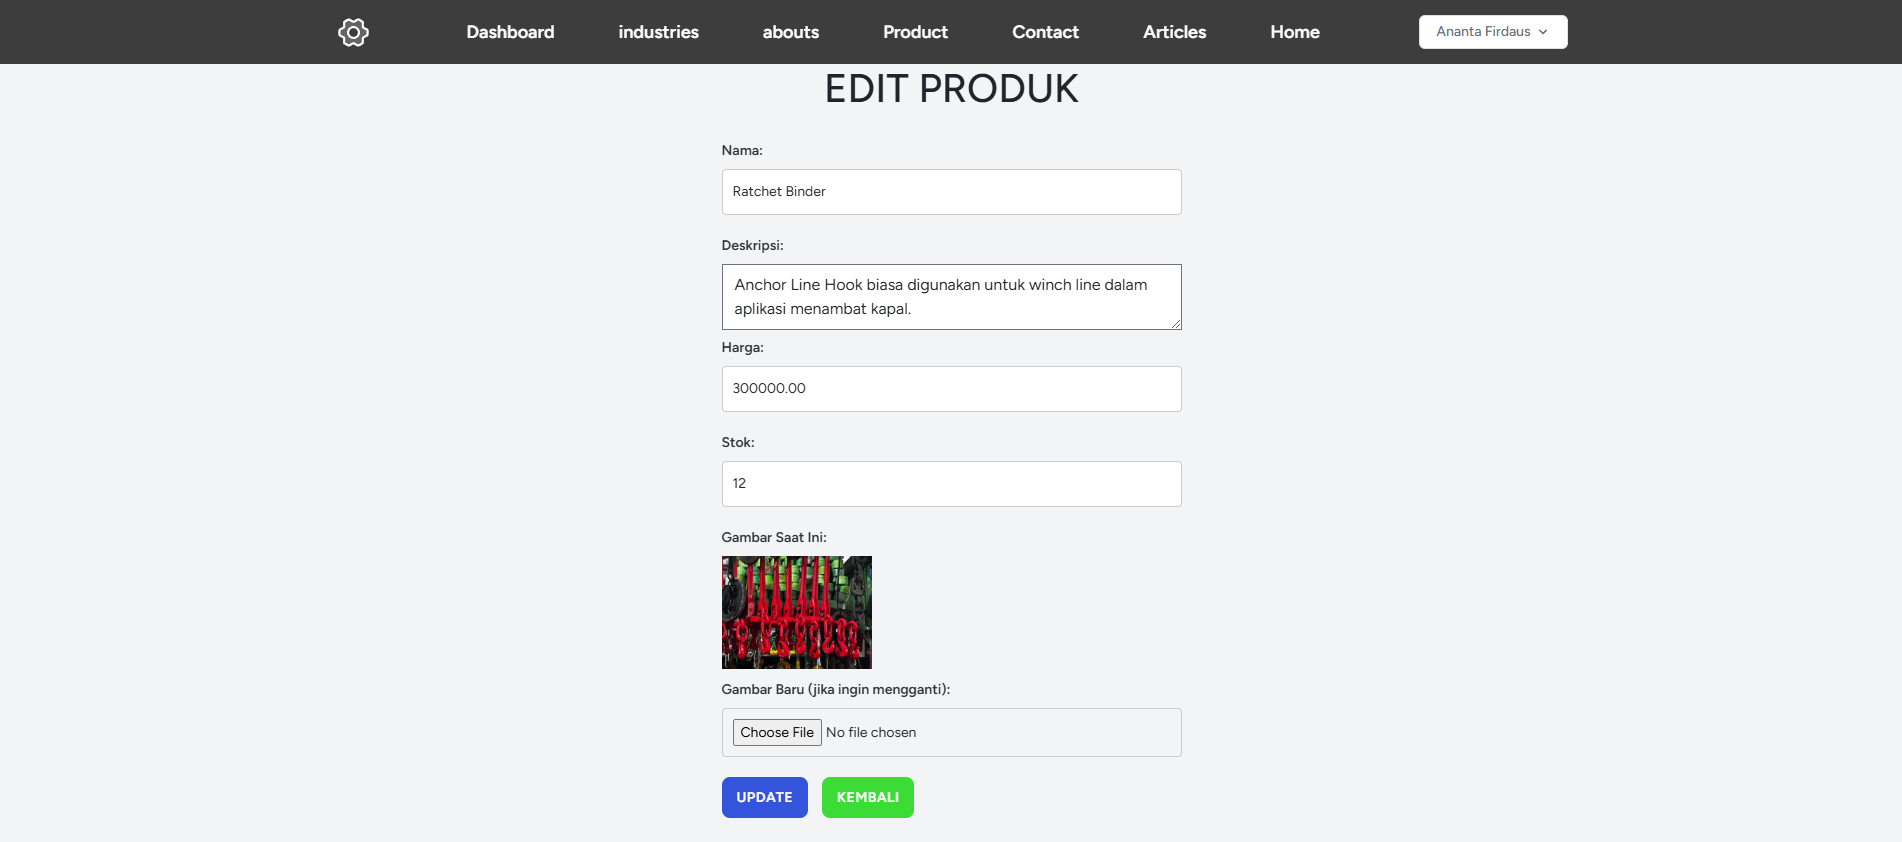 Dashboard industries abouts Product Contact Articles Home Ananta Firdaus
EDIT PRODUK
Nama:
Ratchet Binder
Deskripsi:
Anchor Line Hook biasa digunakan untuk winch line dalam
aplikasi menambat kapal.
Harga:
300000.00
Stok:
12
Gambar Saat Ini:
Gambar Baru (jika ingin mengganti):
Choose File No file chosen
UPDATE KEMBALI